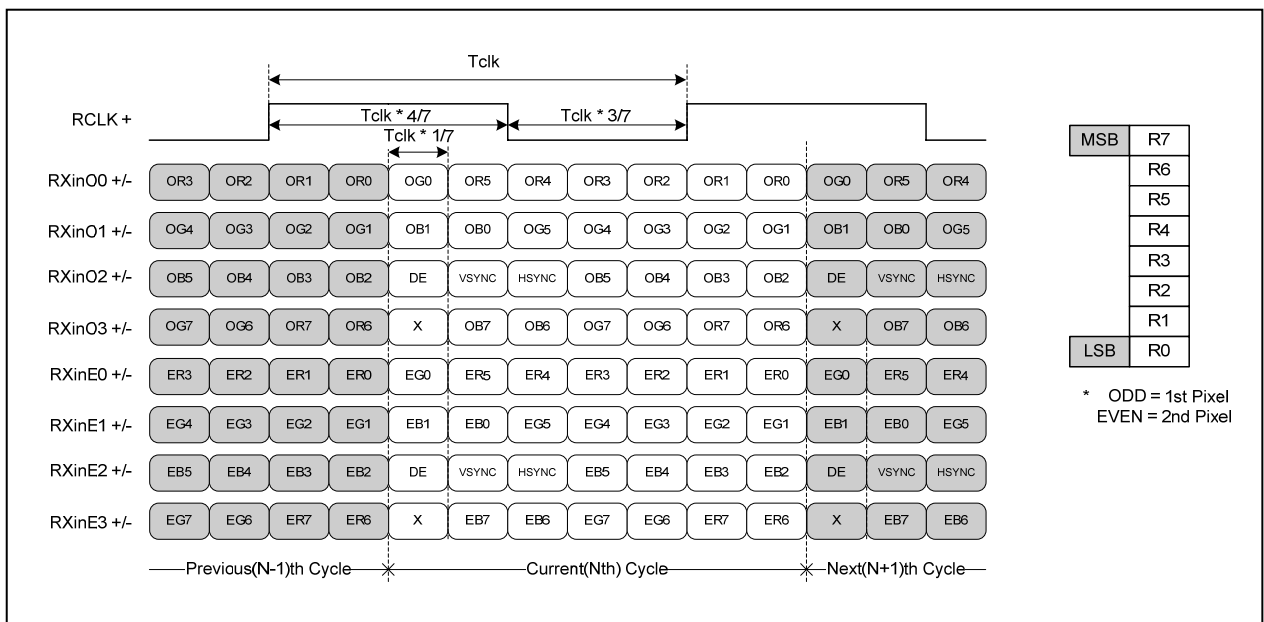 Tclk
RCLK +
Tclk * 4/7
Tclk * 3/7
Tclk * 1/7
RXinO0 +/- OR3 OR2 OR1 OR0 OG0 OR5 OR4 OR3 OR2 OR1 OR0 OG0 OR5 OR4
RXinO1 +/- OG4 OG3 OG2 OG1 OB1 OB0 OG5 OG4 OG3 OG2 OG1 OB1 OB0 OG5
RXinO2 +/- OB5 OB4 OB3 OB2 DE VSYNC HSYNC OB5 OB4 OB3 OB2 DE VSYNC HSYNC
RXinO3 +/- OG7 OG6 OR7 OR6 X OB7 OB6 OG7 OG6 OR7 OR6 X OB7 OB6
RXinE0 +/- ER3 ER2 ER1 ER0 EG0 ER5 ER4 ER3 ER2 ER1 ER0 EG0 ER5 ER4
RXinE1 +/- EG4 EG3 EG2 EG1 EB1 EB0 EG5 EG4 EG3 EG2 EG1 EB1 EB0 EG5
RXinE2 +/- EB5 EB4 EB3 EB2 DE VSYNC HSYNC EB5 EB4 EB3 EB2 DE VSYNC HSYNC
RXinE3 +/- EG7 EG6 ER7 ER6 X EB7 EB6 EG7 EG6 ER7 ER6 X EB7 EB6
Previous(N-1)th Cycle Current(Nth) Cycle Next(N+1)th Cycle
MSB R7
R6
R5
R4
R3
R2
R1
LSB R0
* ODD = 1st Pixel
EVEN = 2nd Pixel